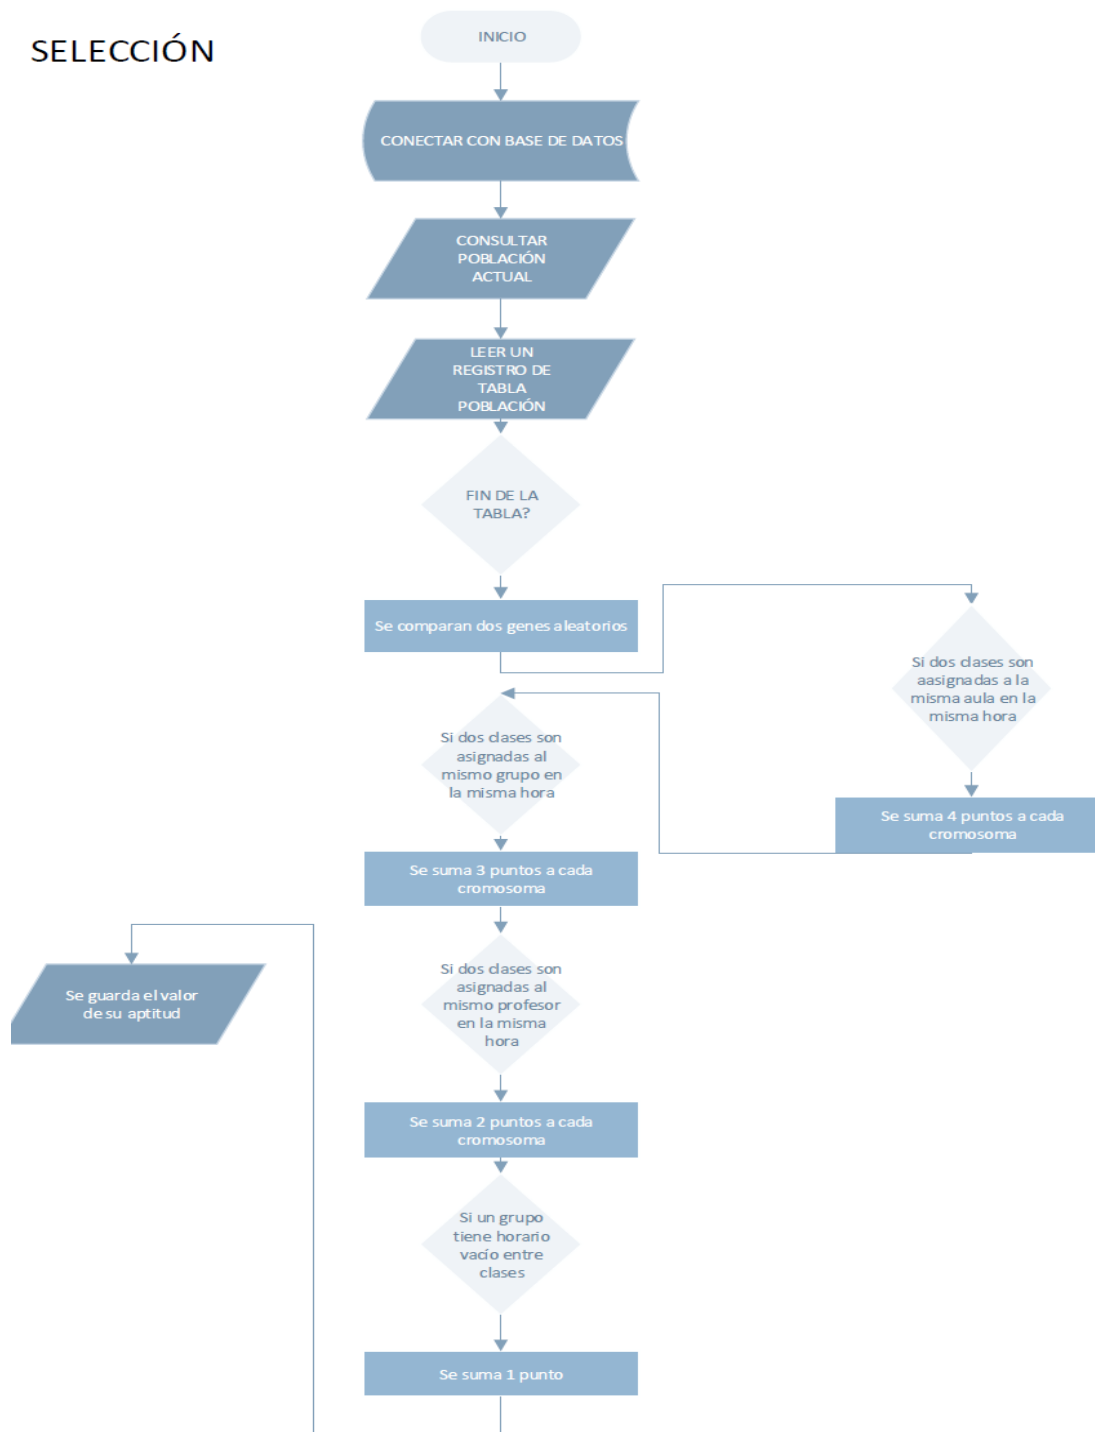 SELECCIÓN
INICIO
CONECTAR CON BASE DE DATOS
CONSULTAR
POBLACIÓN
ACTUAL
LEER UN
REGISTRO DE
TABLA
POBLACIÓN
FIN DE LA
TABLA?
Se comparan dos genes aleatorios
Si dos clases son
aasignadas a la
misma aula en la
misma hora
Se suma 4 puntos a cada
cromosoma
Si dos clases son
asignadas al
mismo grupo en
la misma hora
Se suma 3 puntos a cada
cromosoma
Si dos clases son
asignadas al
mismo profesor
en la misma
hora
Se suma 2 puntos a cada
cromosoma
Si un grupo
tiene horario
vacío entre
clases
Se suma 1 punto
Se guarda el valor
de su aptitud